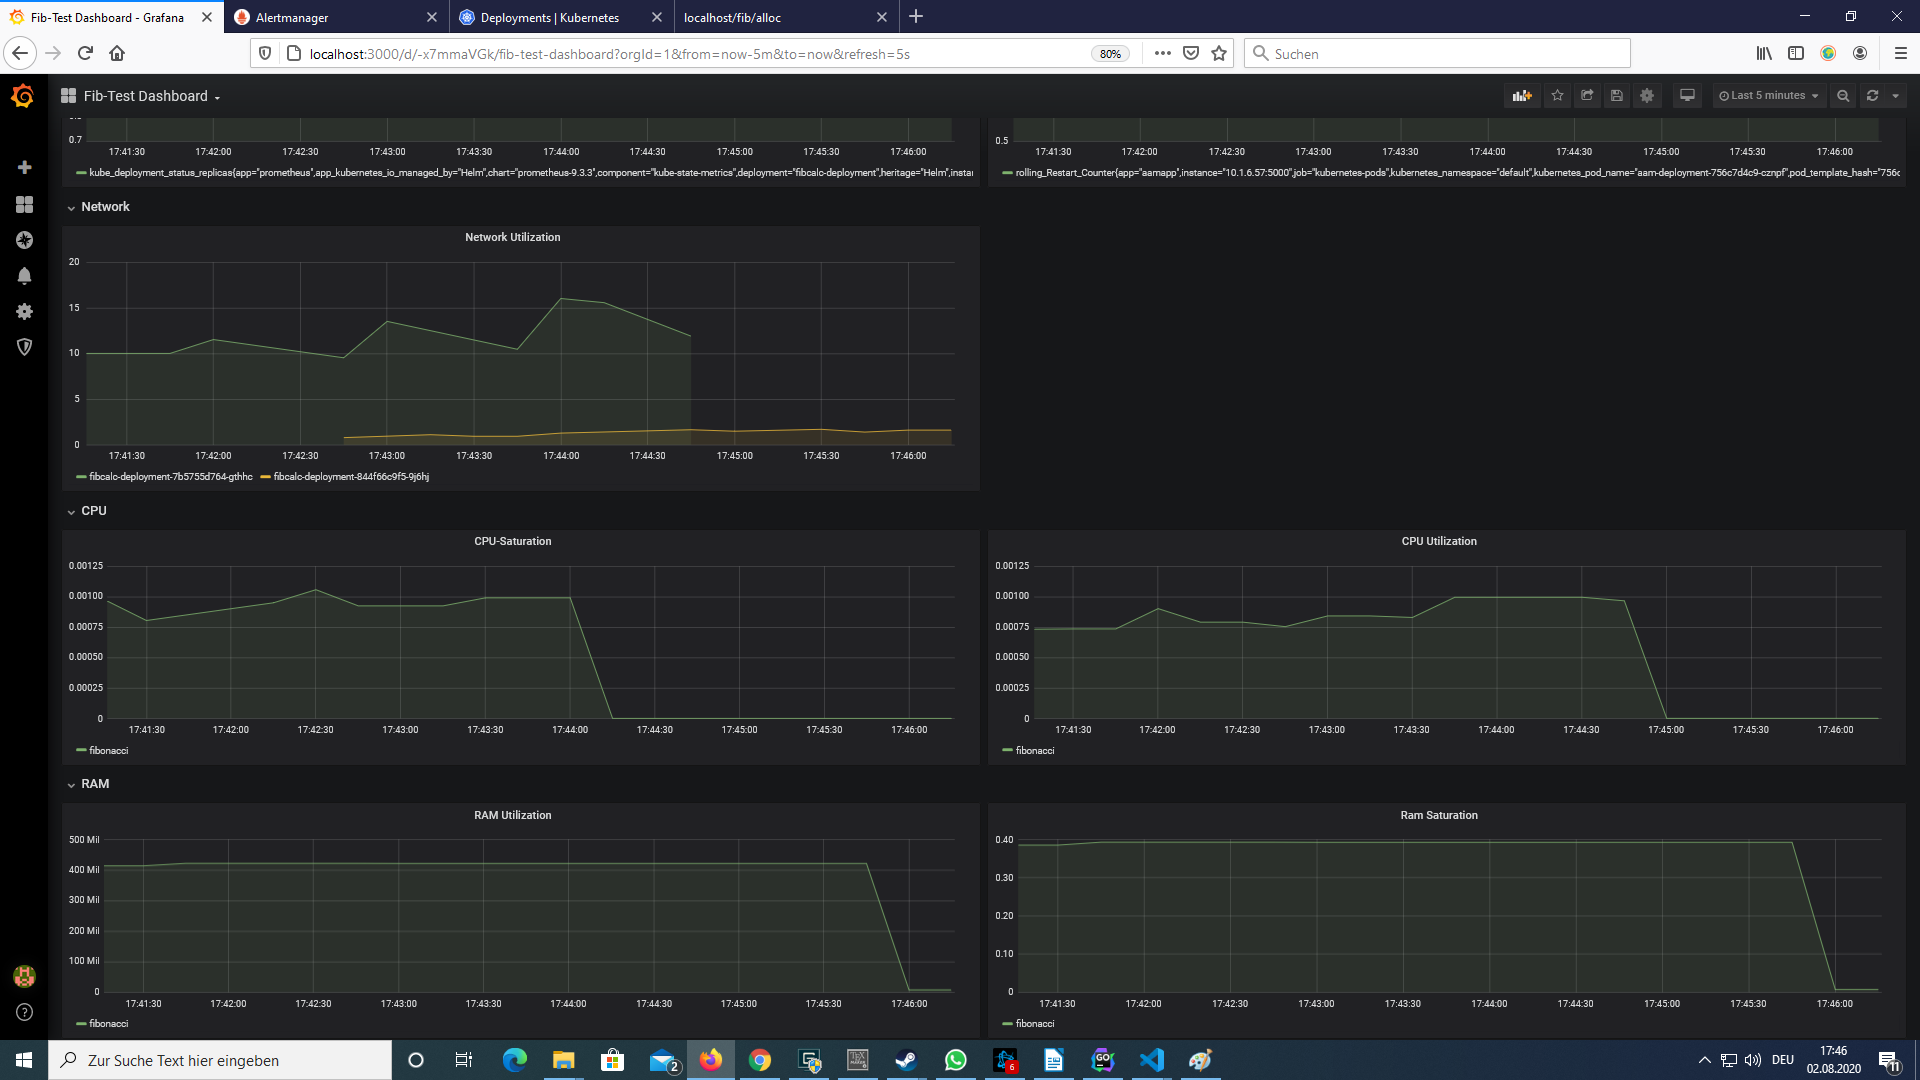 Fib-Test Dashboard - Grafana
Alertmanager
Deployments | Kubernetes
localhost/fib/alloc
localhost:3000/d/-x7mmaVGk/fib-test-dashboard?orgId=1&from=now-5m&to=now&refresh=5s
80%
Suchen
Fib-Test Dashboard
Last 5 minutes
0.7
17:41:30 17:42:00 17:42:30 17:43:00 17:43:30 17:44:00 17:44:30 17:45:00 17:45:30 17:46:00
kube_deployment_status_replicas{app="prometheus",app_kubernetes_io_managed_by="Helm",chart="prometheus-9.3.3",component="kube-state-metrics",deployment="fibcalc-deployment",heritage="Helm",instan
0.5
17:41:30 17:42:00 17:42:30 17:43:00 17:43:30 17:44:00 17:44:30 17:45:00 17:45:30 17:46:00
rolling_Restart_Counter{app="aamapp",instance="10.1.6.57:5000",job="kubernetes-pods",kubernetes_namespace="default",kubernetes_pod_name="aam-deployment-756c7d4c9-cznpf",pod_template_hash="756c
Network
Network Utilization
20
15
10
5
0
17:41:30 17:42:00 17:42:30 17:43:00 17:43:30 17:44:00 17:44:30 17:45:00 17:45:30 17:46:00
fibcalc-deployment-7b5755d764-gthhc fibcalc-deployment-844f66c9f5-9j6hj
CPU
CPU-Saturation
0.00125
0.00100
0.00075
0.00050
0.00025
0
17:41:30 17:42:00 17:42:30 17:43:00 17:43:30 17:44:00 17:44:30 17:45:00 17:45:30 17:46:00
fibonacci
CPU Utilization
0.00125
0.00100
0.00075
0.00050
0.00025
0
17:41:30 17:42:00 17:42:30 17:43:00 17:43:30 17:44:00 17:44:30 17:45:00 17:45:30 17:46:00
fibonacci
RAM
RAM Utilization
500 Mil
400 Mil
300 Mil
200 Mil
100 Mil
0
17:41:30 17:42:00 17:42:30 17:43:00 17:43:30 17:44:00 17:44:30 17:45:00 17:45:30 17:46:00
fibonacci
Ram Saturation
0.40
0.30
0.20
0.10
0
17:41:30 17:42:00 17:42:30 17:43:00 17:43:30 17:44:00 17:44:30 17:45:00 17:45:30 17:46:00
fibonacci
Zur Suche Text hier eingeben
2
6
GO
DEU
17:46
02.08.2020
11